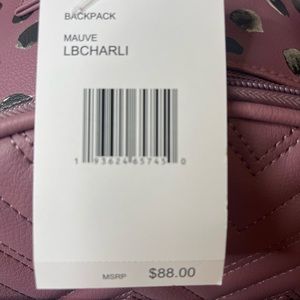 BACKPACK
MAUVE
LBCHARLI
1 93624 65745 0
MSRP $88.00